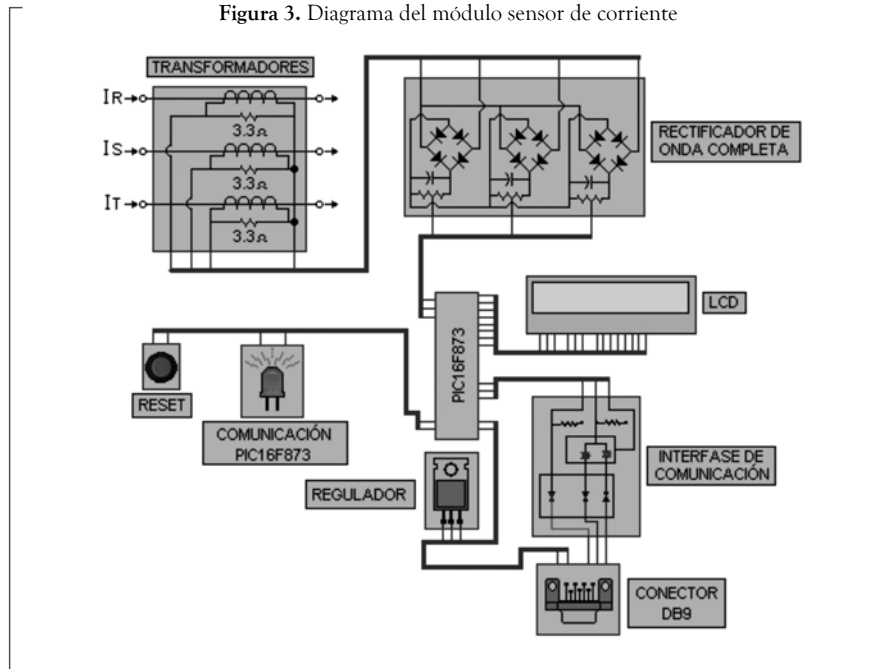 Figura 3. Diagrama del módulo sensor de corriente
TRANSFORMADORES
IR
3.3Ω
IS
3.3Ω
IT
3.3Ω
RECTIFICADOR DE
ONDA COMPLETA
LCD
PIC16F873
RESET
COMUNICACIÓN
PIC16F873
REGULADOR
INTERFASE DE
COMUNICACIÓN
CONECTOR
DB9